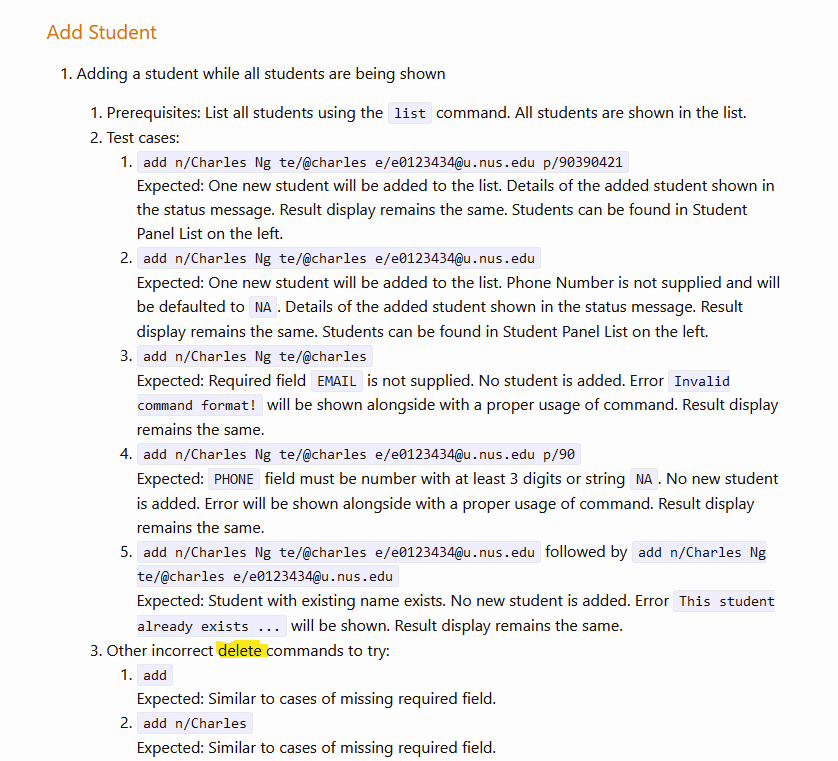 Add Student
1. Adding a student while all students are being shown
1. Prerequisites: List all students using the list command. All students are shown in the list.
2. Test cases:
1. add n/Charles Ng te/@charles e/e0123434@u.nus.edu p/90390421
Expected: One new student will be added to the list. Details of the added student shown in
the status message. Result display remains the same. Students can be found in Student
Panel List on the left.
2. add n/Charles Ng te/@charles e/e0123434@u.nus.edu
Expected: One new student will be added to the list. Phone Number is not supplied and will
be defaulted to NA . Details of the added student shown in the status message. Result
display remains the same. Students can be found in Student Panel List on the left.
3. add n/Charles Ng te/@charles
Expected: Required field EMAIL is not supplied. No student is added. Error Invalid
command format! will be shown alongside with a proper usage of command. Result display
remains the same.
4. add n/Charles Ng te/@charles e/e0123434@u.nus.edu p/90
Expected: PHONE field must be number with at least 3 digits or string NA . No new student
is added. Error will be shown alongside with a proper usage of command. Result display
remains the same.
5. add n/Charles Ng te/@charles e/e0123434@u.nus.edu followed by add n/Charles Ng
te/@charles e/e0123434@u.nus.edu
Expected: Student with existing name exists. No new student is added. Error This student
already exists ... will be shown. Result display remains the same.
3. Other incorrect delete commands to try:
1. add
Expected: Similar to cases of missing required field.
2. add n/Charles
Expected: Similar to cases of missing required field.